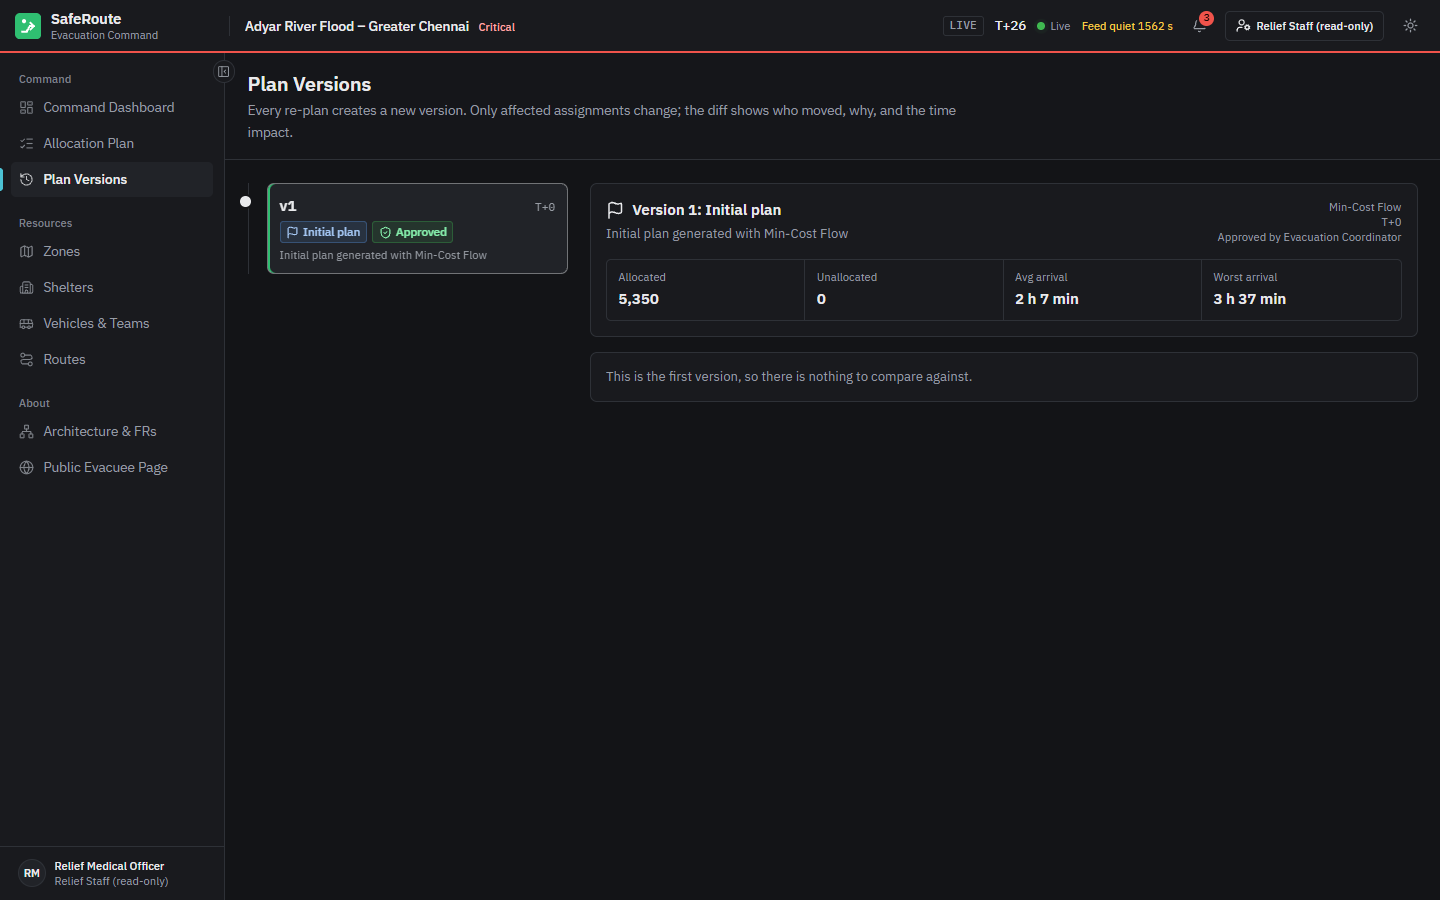 SafeRoute
Evacuation Command
Adyar River Flood – Greater Chennai Critical
LIVE T+26 Live Feed quiet 1562 s 3 Relief Staff (read-only)
Command
Command Dashboard
Allocation Plan
Plan Versions
Resources
Zones
Shelters
Vehicles & Teams
Routes
About
Architecture & FRs
Public Evacuee Page
RM
Relief Medical Officer
Relief Staff (read-only)
Plan Versions
Every re-plan creates a new version. Only affected assignments change; the diff shows who moved, why, and the time
impact.
v1 T+0
Initial plan Approved
Initial plan generated with Min-Cost Flow
Version 1: Initial plan
Initial plan generated with Min-Cost Flow
Min-Cost Flow
T+0
Approved by Evacuation Coordinator
Allocated Unallocated Avg arrival Worst arrival
5,350 0 2 h 7 min 3 h 37 min
This is the first version, so there is nothing to compare against.